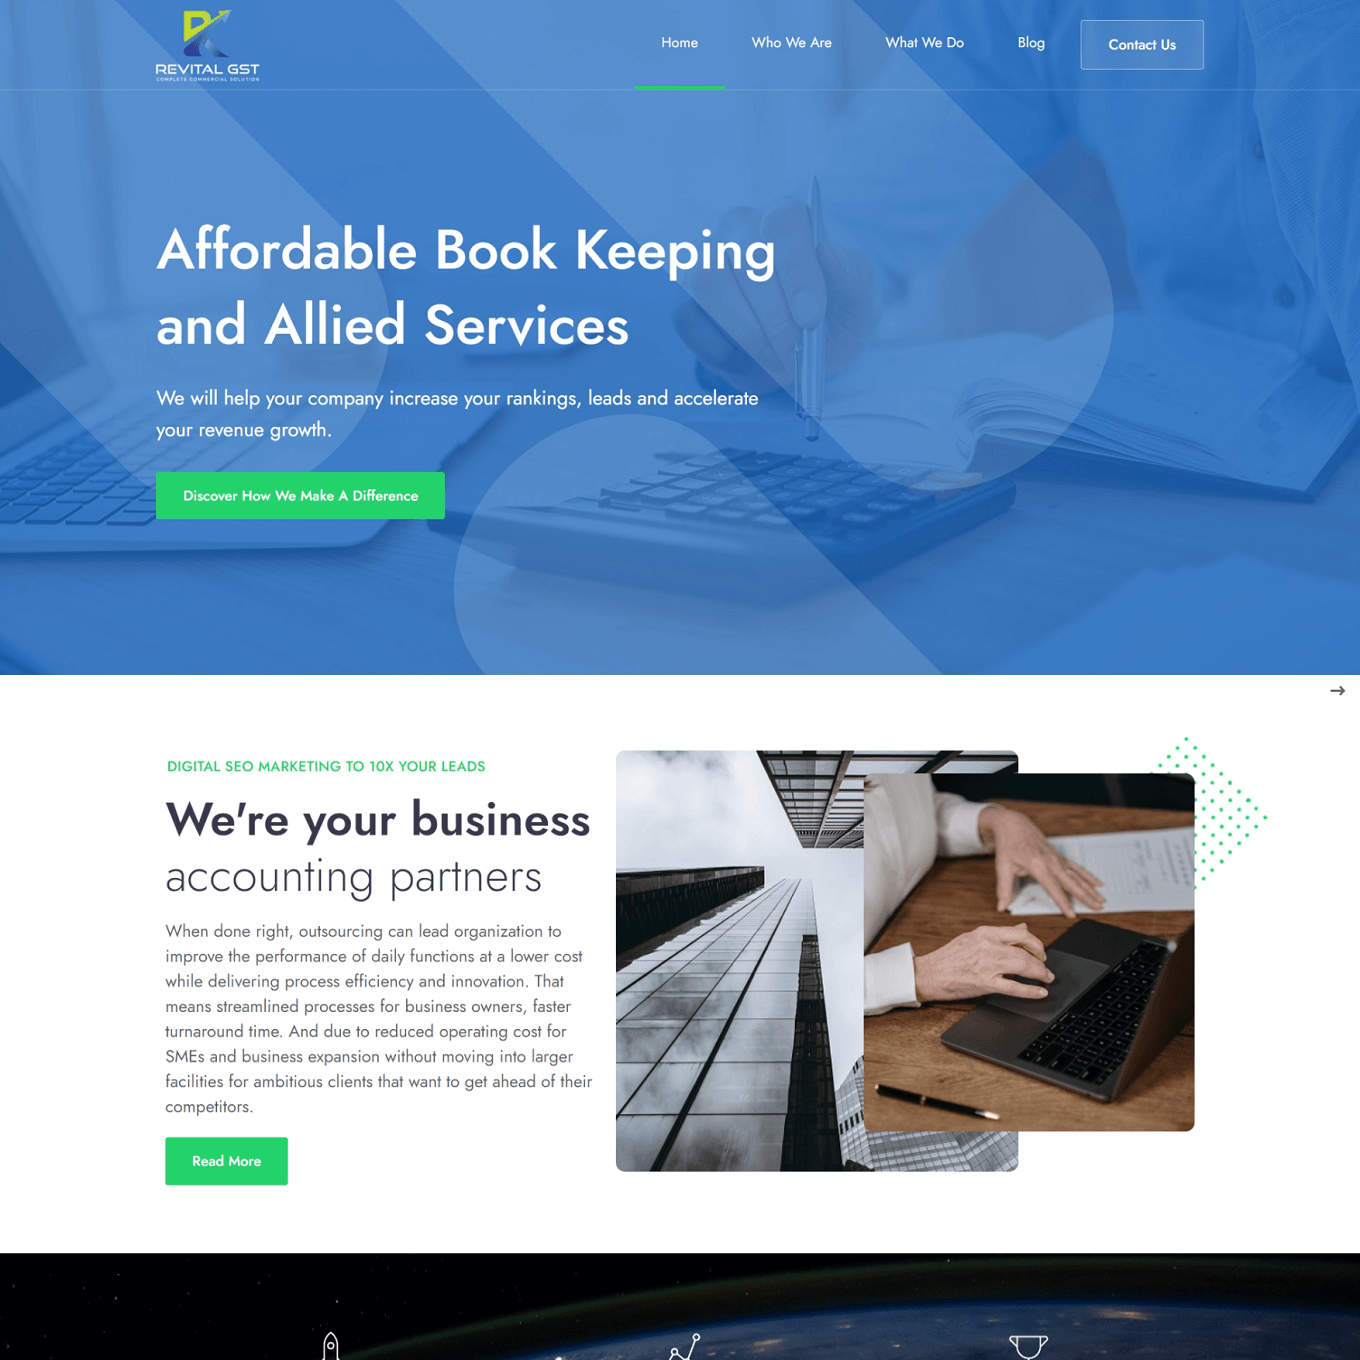 REVITAL GST
COMPLETE COMMERCIAL SOLUTION
Home
Who We Are
What We Do
Blog
Contact Us
Affordable Book Keeping
and Allied Services
We will help your company increase your rankings, leads and accelerate
your revenue growth.
Discover How We Make A Difference
DIGITAL SEO MARKETING TO 10X YOUR LEADS
We're your business
accounting partners
When done right, outsourcing can lead organization to
improve the performance of daily functions at a lower cost
while delivering process efficiency and innovation. That
means streamlined processes for business owners, faster
turnaround time. And due to reduced operating cost for
SMEs and business expansion without moving into larger
facilities for ambitious clients that want to get ahead of their
competitors.
Read More